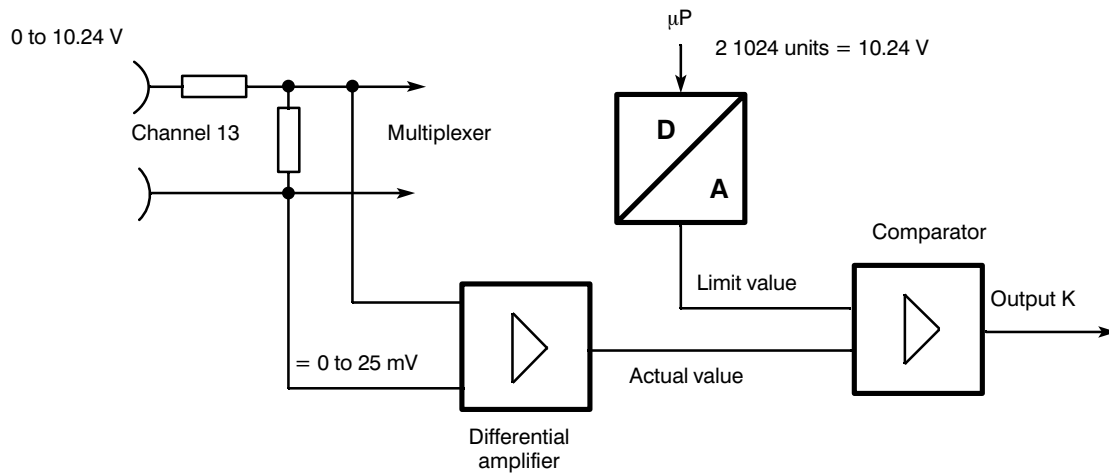 μP
0 to 10.24 V
2 1024 units = 10.24 V
D
A
Channel 13
Multiplexer
Comparator
Limit value
Output K
= 0 to 25 mV
Actual value
Differential
amplifier